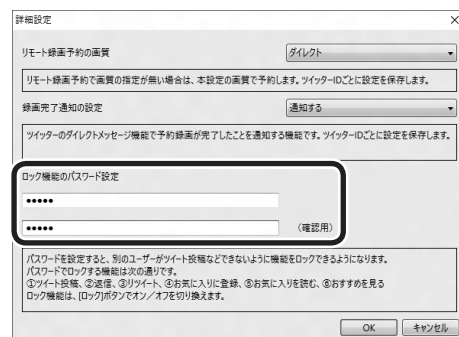 詳細設定
リモート録画予約の画質
ダイレクト
リモート録画予約で画質の指定が無い場合は、本設定の画質で予約します。ツイッターIDごとに設定を保存します。
録画完了通知の設定
通知する
ツイッターのダイレクトメッセージ機能で予約録画が完了したことを通知する機能です。ツイッターIDごとに設定を保存します。
ロック機能のパスワード設定
●●●●●
●●●●●
(確認用)
パスワードを設定すると、別のユーザーがツイート投稿などできないように機能をロックできるようになります。
パスワードでロックする機能は次の通りです。
①ツイート投稿、②返信、③リツイート、④お気に入りに登録、⑤お気に入りを読む、⑥おすすめを見る
ロック機能は、[ロック]ボタンでオン/オフを切り換えます。
OK
キャンセル